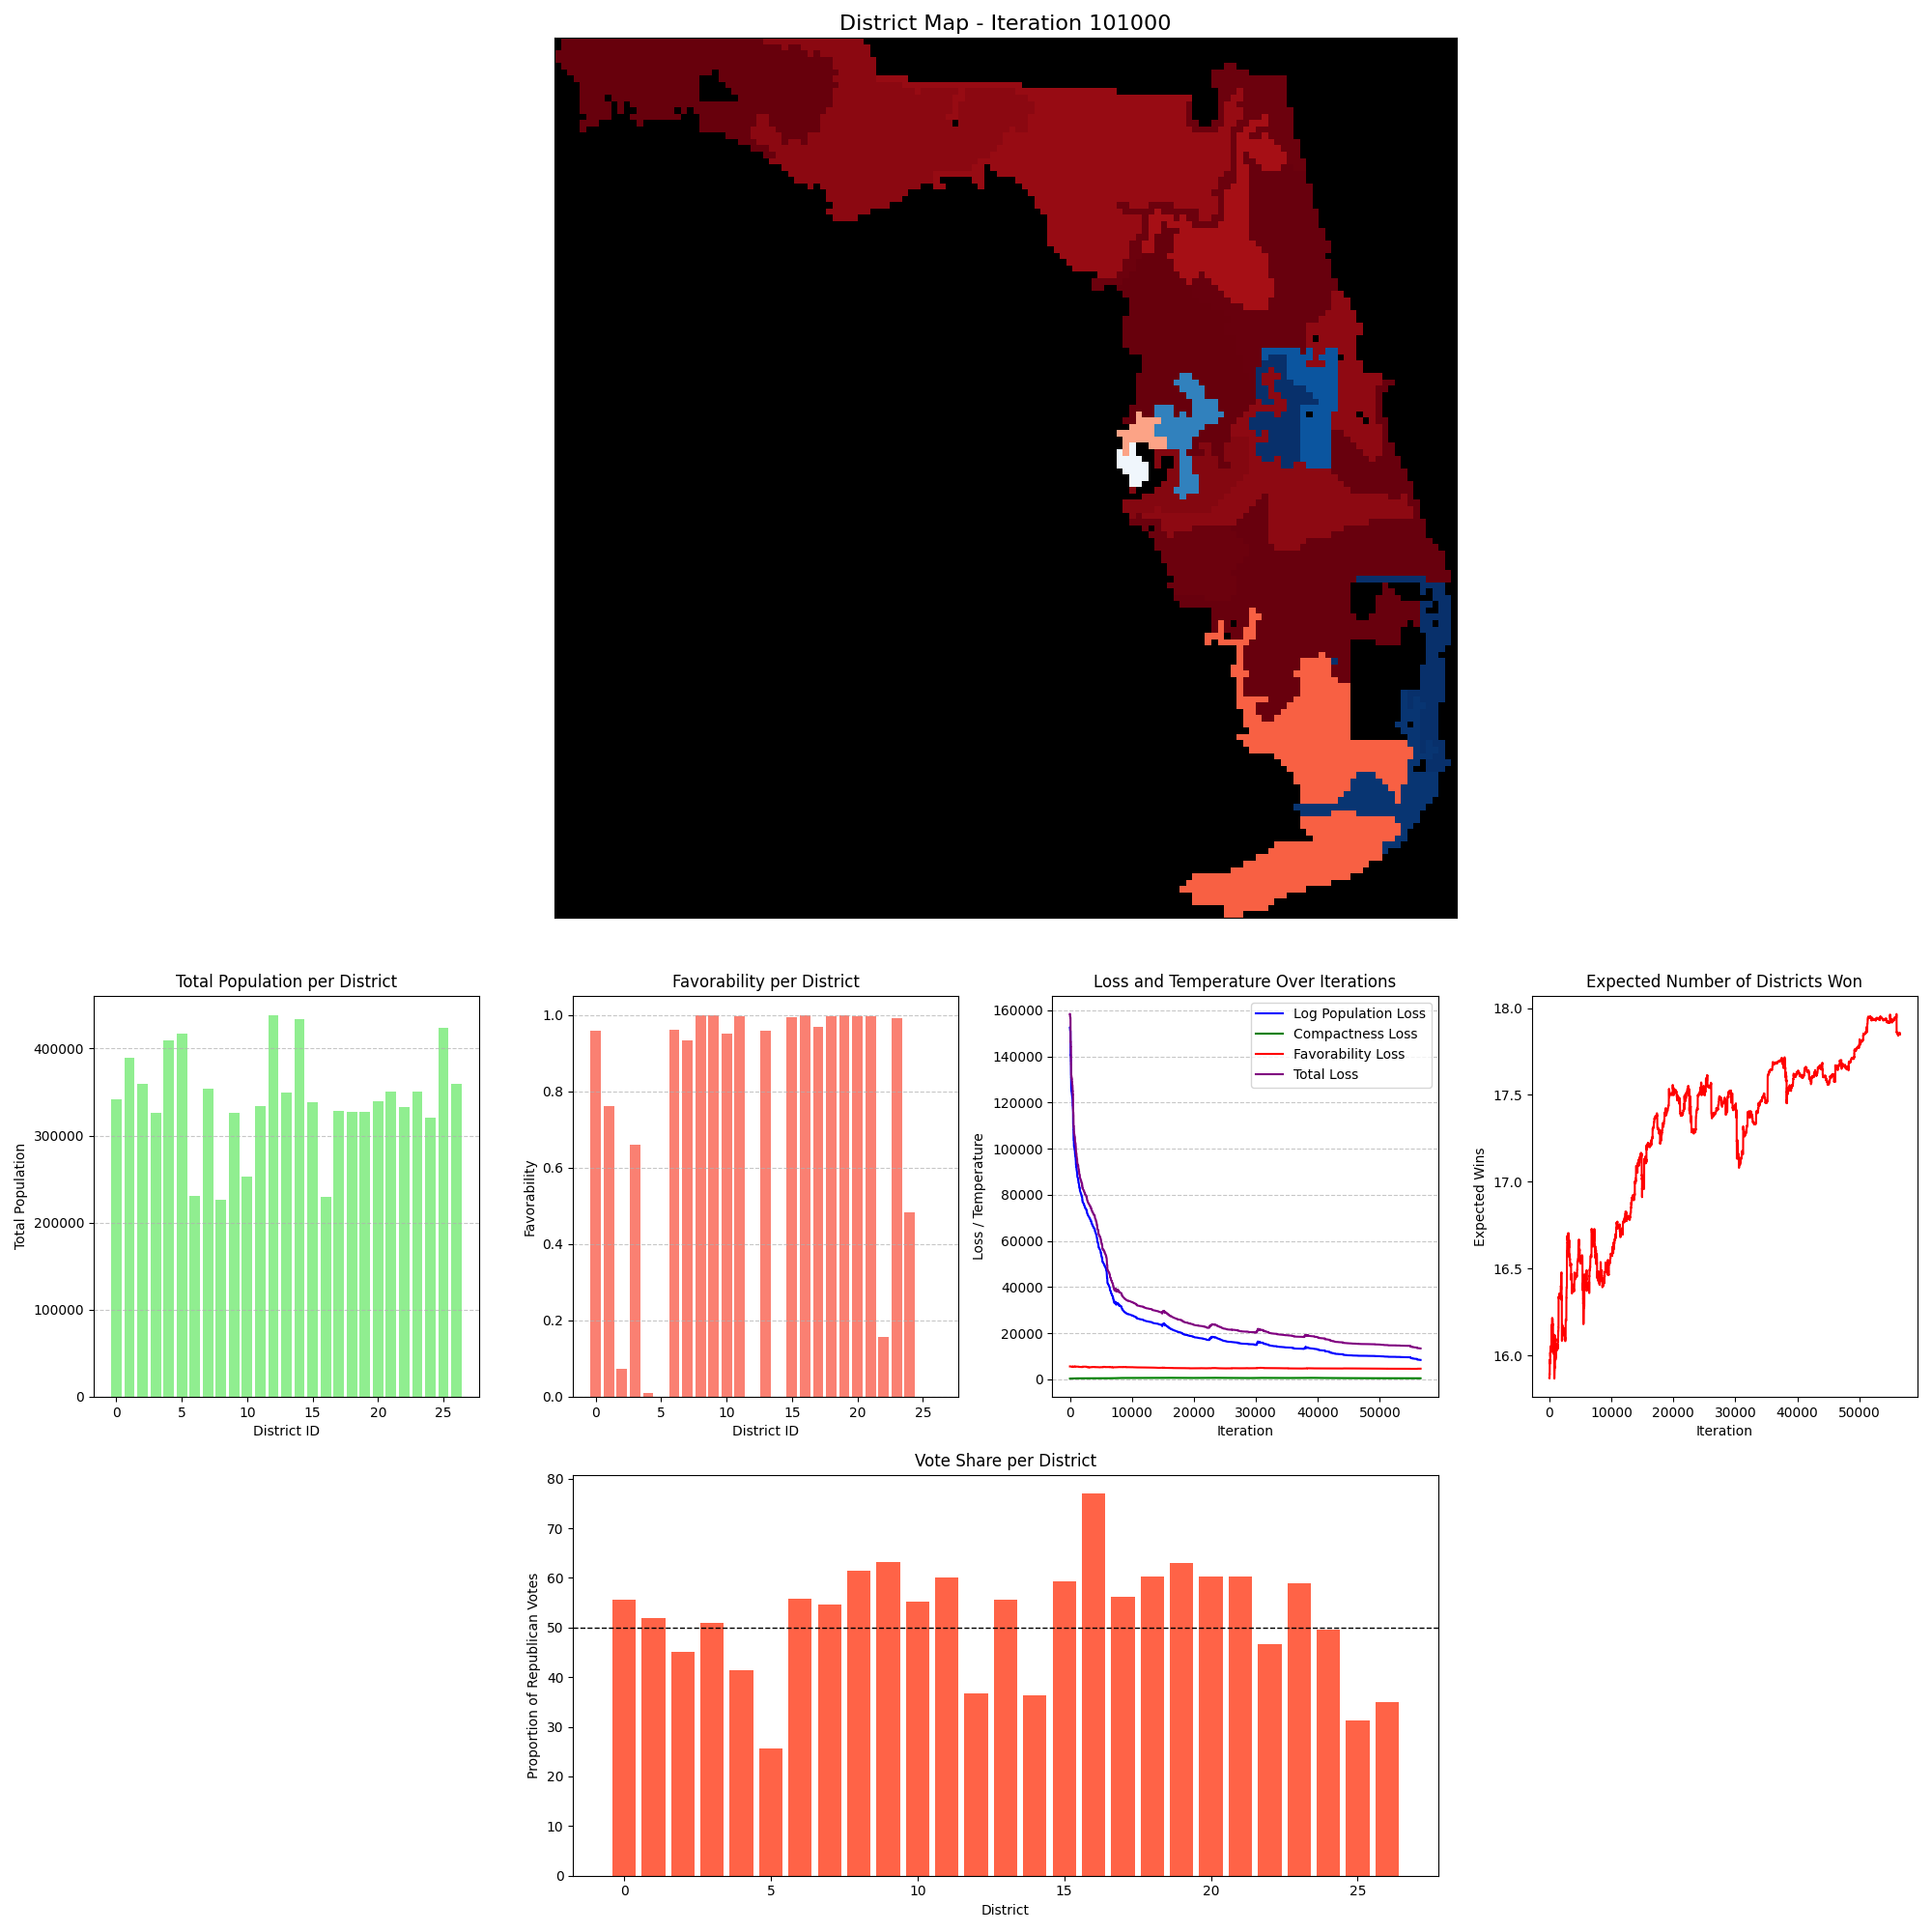 District Map - Iteration 101000
Total Population per District
Total Population
400000
300000
200000
100000
0
0 5 10 15 20 25
District ID
Favorability per District
Favorability
1.0
0.8
0.6
0.4
0.2
0.0
0 5 10 15 20 25
District ID
Loss and Temperature Over Iterations
Loss / Temperature
160000
140000
120000
100000
80000
60000
40000
20000
0
Log Population Loss
Compactness Loss
Favorability Loss
Total Loss
0 10000 20000 30000 40000 50000
Iteration
Expected Number of Districts Won
Expected Wins
18.0
17.5
17.0
16.5
16.0
0 10000 20000 30000 40000 50000
Iteration
Vote Share per District
Proportion of Republican Votes
80
70
60
50
40
30
20
10
0
0 5 10 15 20 25
District